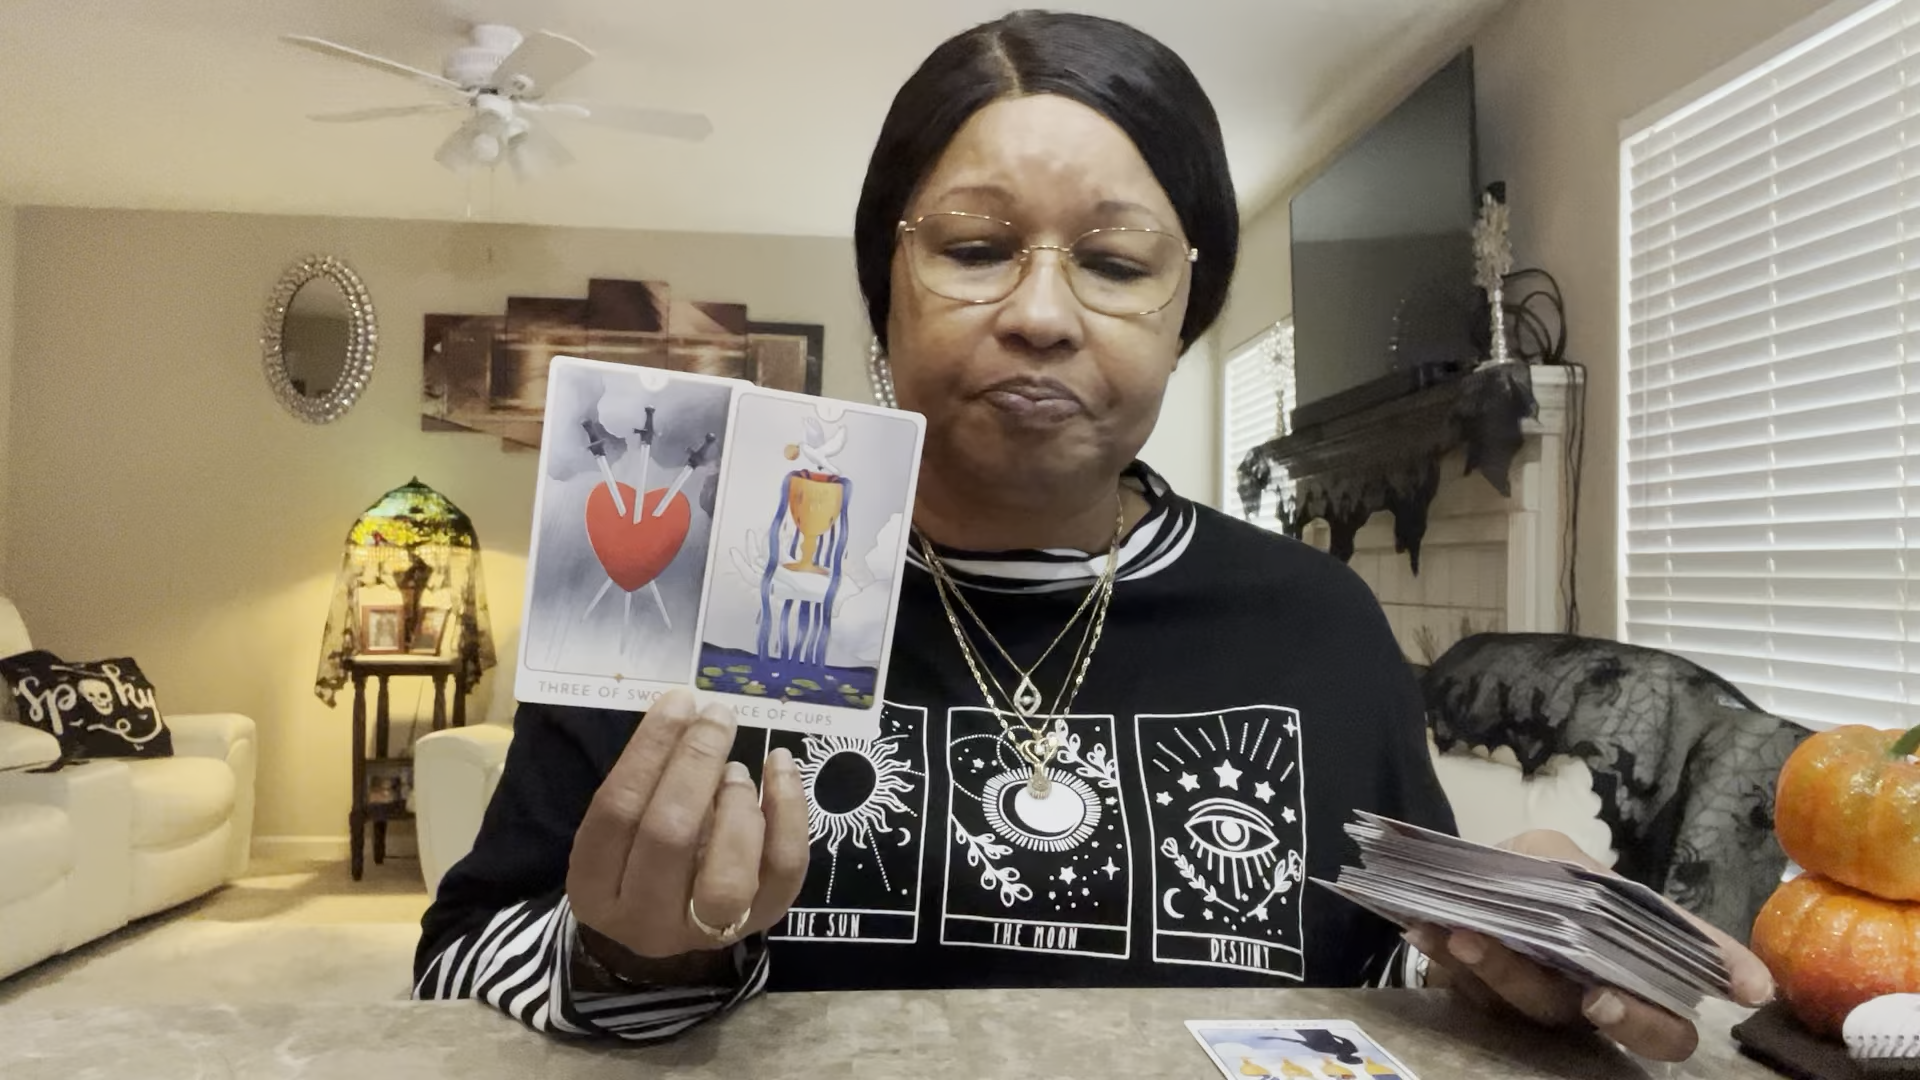 spooky
THREE OF SWO
ACE OF CUPS
THE SUN
THE MOON
DESTINY